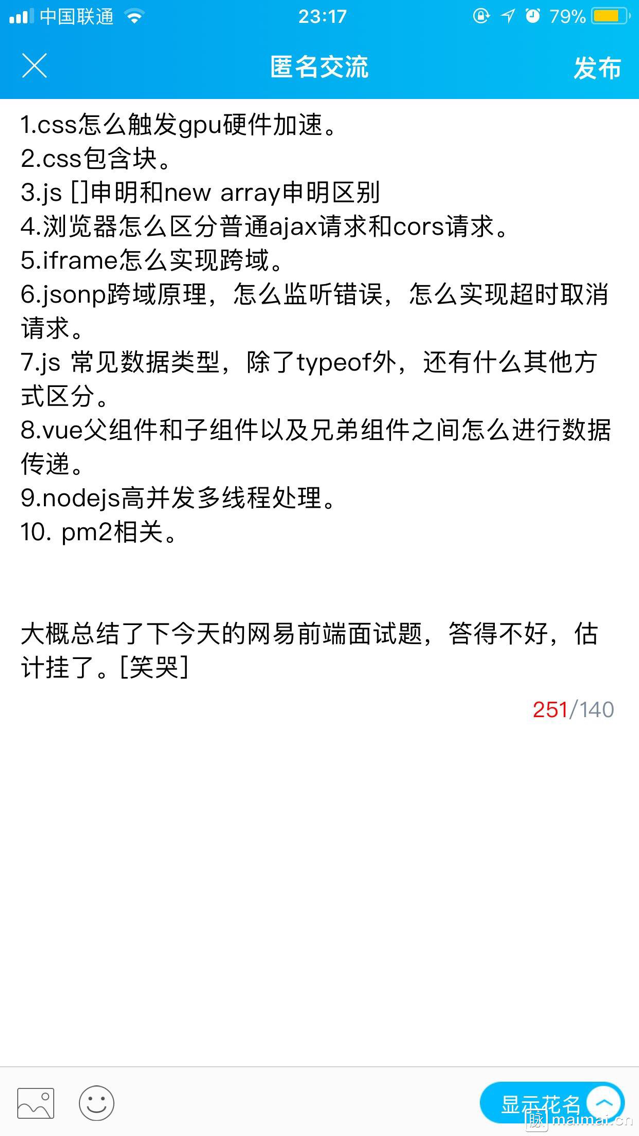 中国联通 23:17 79%
匿名交流 发布
1.css怎么触发gpu硬件加速。
2.css包含块。
3.js []申明和new array申明区别
4.浏览器怎么区分普通ajax请求和cors请求。
5.iframe怎么实现跨域。
6.jsonp跨域原理，怎么监听错误，怎么实现超时取消
请求。
7.js 常见数据类型，除了typeof外，还有什么其他方
式区分。
8.vue父组件和子组件以及兄弟组件之间怎么进行数据
传递。
9.nodejs高并发多线程处理。
10. pm2相关。
大概总结了下今天的网易前端面试题，答得不好，估
计挂了。[笑哭]
251/140
显示花名
脉 maimai.cn